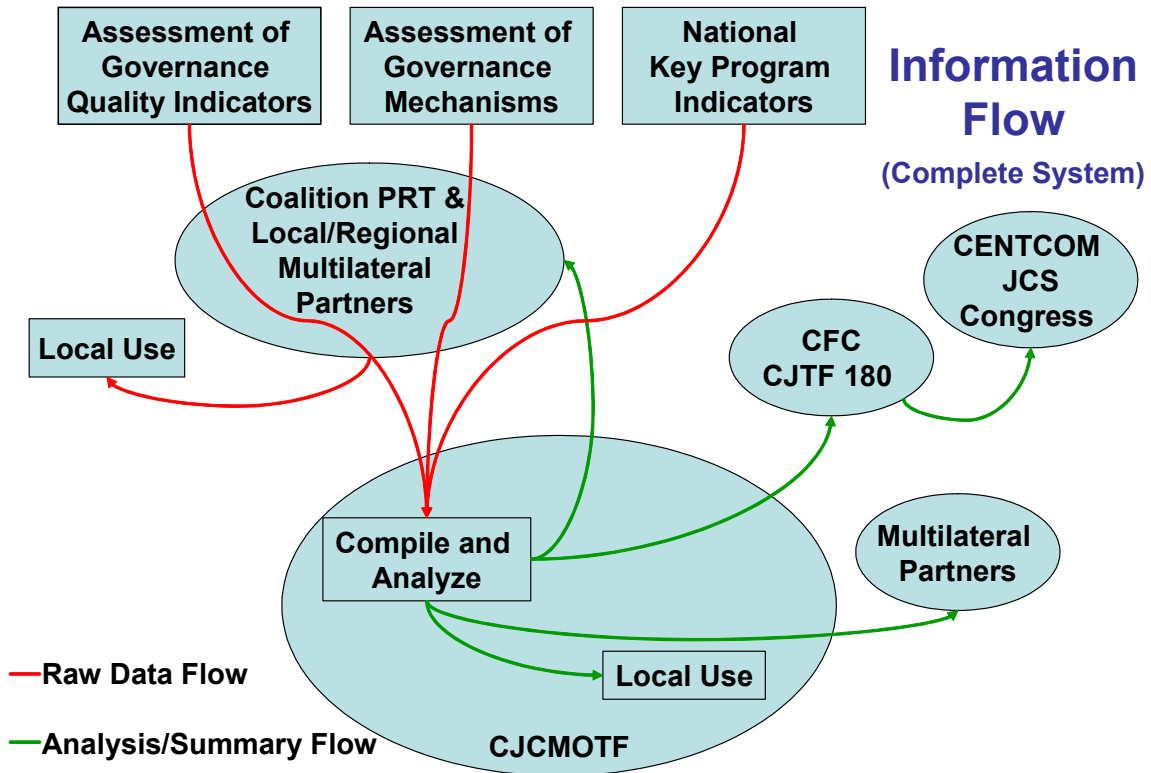 Assessment of
Governance
Quality Indicators
Assessment of
Governance
Mechanisms
National
Key Program
Indicators
Information
Flow
(Complete System)
Coalition PRT &
Local/Regional
Multilateral
Partners
Local Use
CENTCOM
JCS
Congress
CFC
CJTF 180
Compile and
Analyze
Multilateral
Partners
Local Use
CJCMOTF
Raw Data Flow
Analysis/Summary Flow